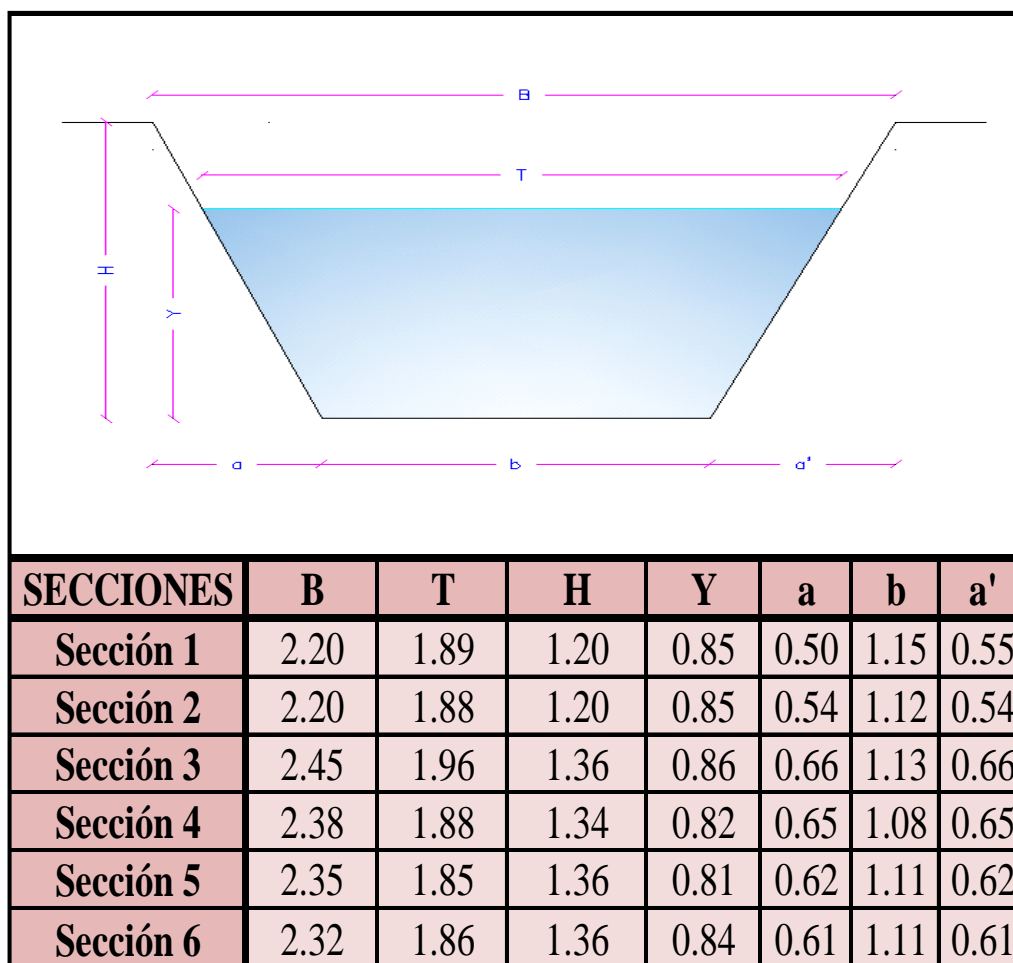 B
T
H
Y
a b a'
SECCIONES B T H Y a b a'
Sección 1 2.20 1.89 1.20 0.85 0.50 1.15 0.55
Sección 2 2.20 1.88 1.20 0.85 0.54 1.12 0.54
Sección 3 2.45 1.96 1.36 0.86 0.66 1.13 0.66
Sección 4 2.38 1.88 1.34 0.82 0.65 1.08 0.65
Sección 5 2.35 1.85 1.36 0.81 0.62 1.11 0.62
Sección 6 2.32 1.86 1.36 0.84 0.61 1.11 0.61